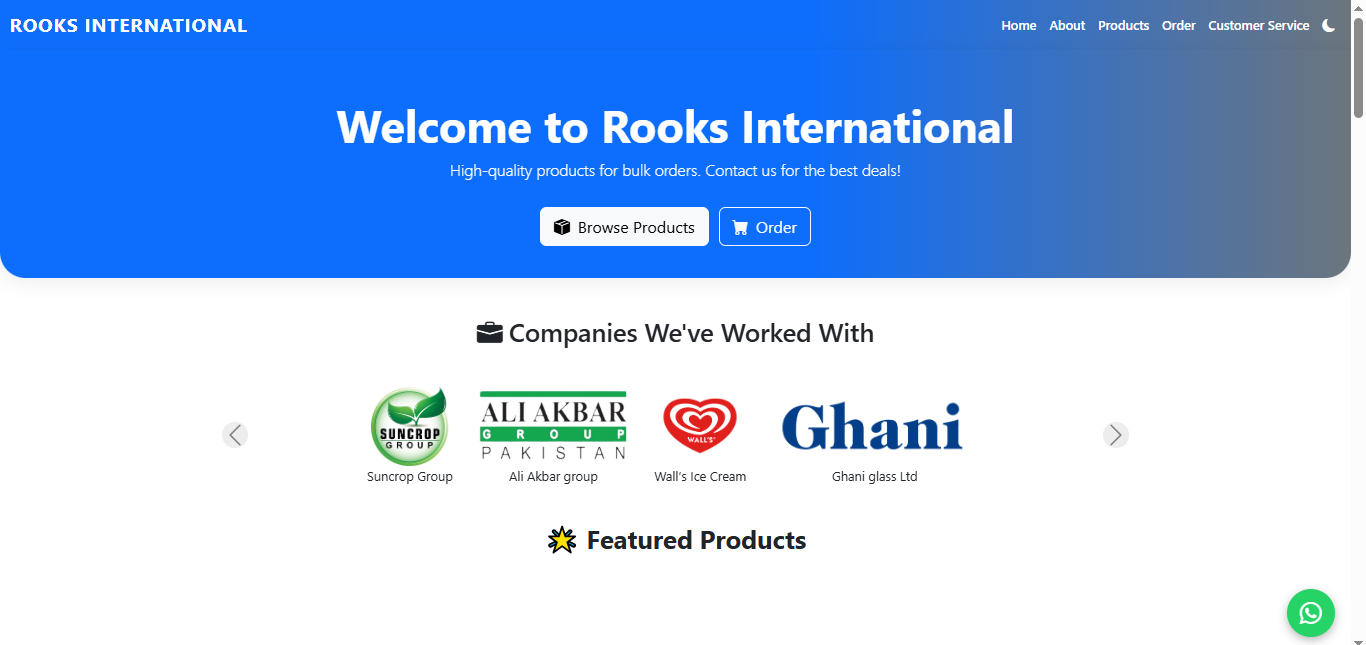 ROOKS INTERNATIONAL
Home About Products Order Customer Service
Welcome to Rooks International
High-quality products for bulk orders. Contact us for the best deals!
Browse Products Order
Companies We've Worked With
SUNCROP
GROUP
ALI AKBAR
GROUP
PAKISTAN
WALL'S
Ghani
Suncrop Group Ali Akbar group Wall's Ice Cream Ghani glass Ltd
Featured Products